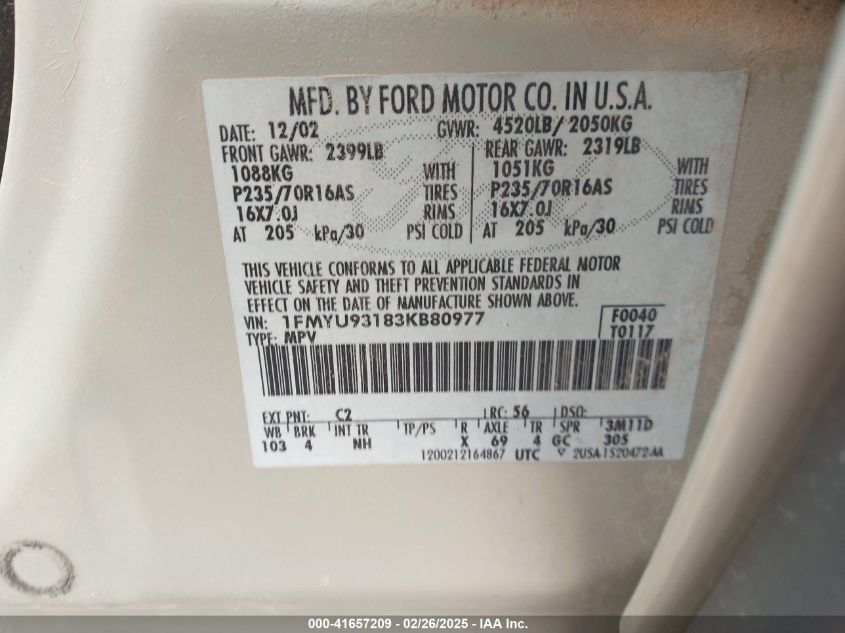 MFD. BY FORD MOTOR CO. IN U.S.A.
DATE: 12/02 GVWR: 4520LB/ 2050KG
FRONT GAWR: 2399LB REAR GAWR: 2319LB
1088KG WITH 1051KG WITH
P235/70R16AS TIRES P235/70R16AS TIRES
16X7.0J RIMS 16X7.0J RIMS
AT 205 kPa/30 PSI COLD AT 205 kPa/30 PSI COLD
THIS VEHICLE CONFORMS TO ALL APPLICABLE FEDERAL MOTOR
VEHICLE SAFETY AND THEFT PREVENTION STANDARDS IN
EFFECT ON THE DATE OF MANUFACTURE SHOWN ABOVE.
VIN: 1FMYU93183KB80977 F0040
TYPE: MPV T0117
EXT PNT: C2 RC: 56 DSO:
WB BRK INT TR TP/PS R AXLE TR SPR 3M11D
103 4 NH X 69 4 GC 305
1200212164867 UTC ▽ 2USA-1520472-AA
000-41657209 - 02/26/2025 - IAA Inc.